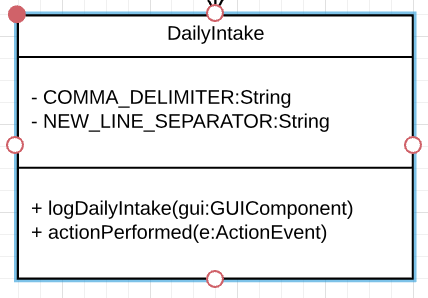 DailyIntake
- COMMA_DELIMITER:String
- NEW_LINE_SEPARATOR:String
+ logDailyIntake(gui:GUIComponent)
+ actionPerformed(e:ActionEvent)